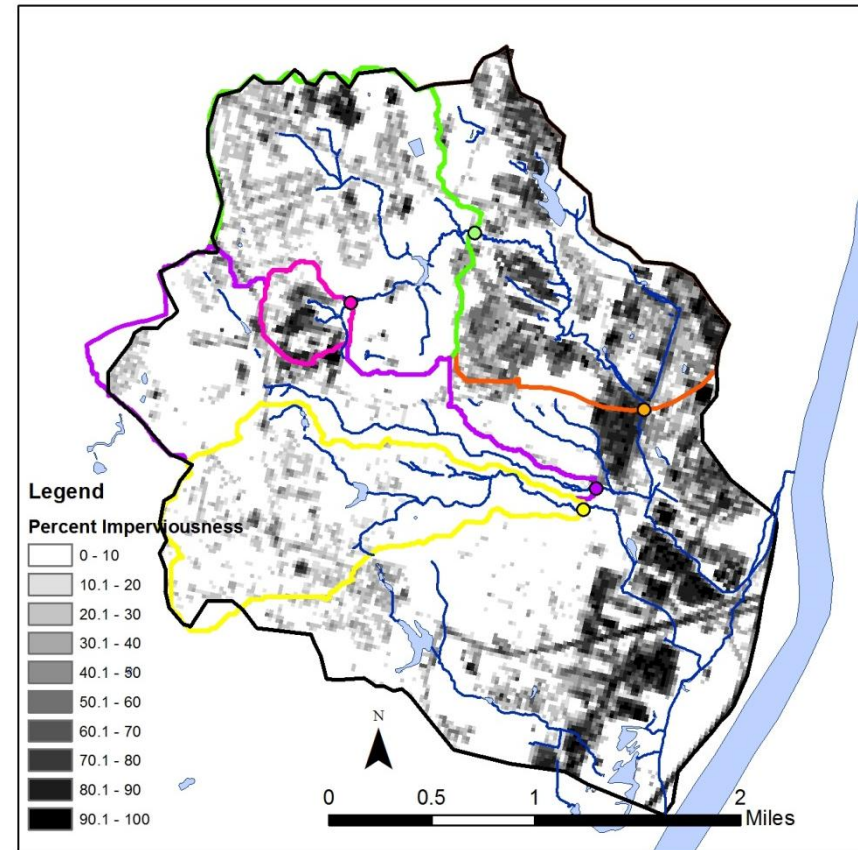 Legend
Percent Imperviousness
0 - 10
10.1 - 20
20.1 - 30
30.1 - 40
40.1 - 50
50.1 - 60
60.1 - 70
70.1 - 80
80.1 - 90
90.1 - 100
N
0 0.5 1 2
Miles